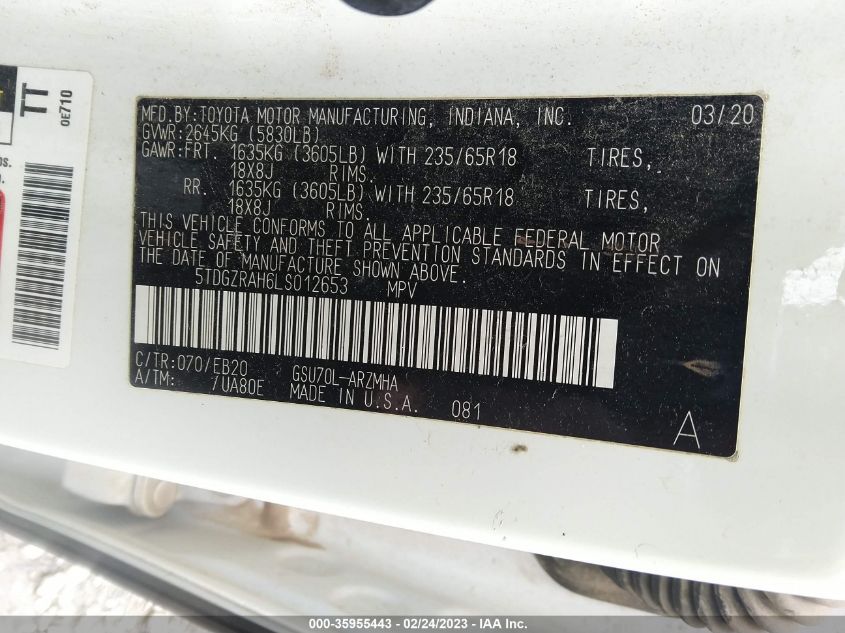 TT
0E710
MFD.BY:TOYOTA MOTOR MANUFACTURING, INDIANA, INC. 03/20
GVWR:2645KG (5830LB)
GAWR:FRT. 1635KG (3605LB) WITH 235/65R18 TIRES,
18X8J RIMS.
RR. 1635KG (3605LB) WITH 235/65R18 TIRES,
18X8J RIMS.
THIS VEHICLE CONFORMS TO ALL APPLICABLE FEDERAL MOTOR
VEHICLE SAFETY AND THEFT PREVENTION STANDARDS IN EFFECT ON
THE DATE OF MANUFACTURE SHOWN ABOVE.
5TDGZRAH6LS012653 MPV
C/TR:070/EB20 GSU70L-ARZMHA
A/TM: /UA80E MADE IN U.S.A. 081
A
000-35955443 - 02/24/2023 - IAA Inc.